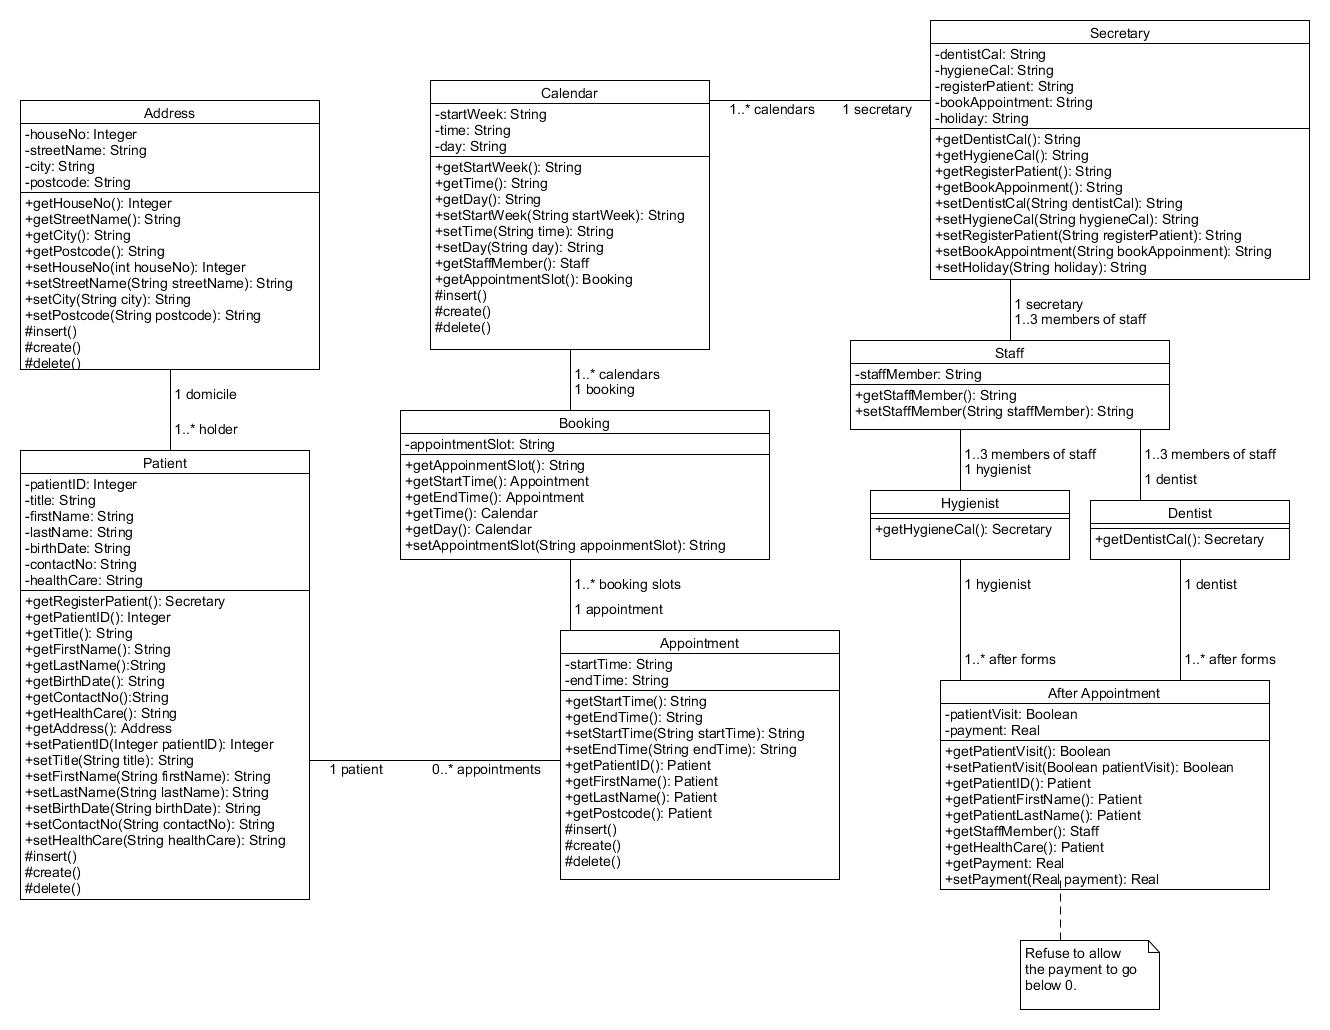 Address
-houseNo: Integer
-streetName: String
-city: String
-postcode: String
+getHouseNo(): Integer
+getStreetName(): String
+getCity(): String
+getPostcode(): String
+setHouseNo(int houseNo): Integer
+setStreetName(String streetName): String
+setCity(String city): String
+setPostcode(String postcode): String
#insert()
#create()
#delete()
1 domicile
1..* holder
Patient
-patientID: Integer
-title: String
-firstName: String
-lastName: String
-birthDate: String
-contactNo: String
-healthCare: String
+getRegisterPatient(): Secretary
+getPatientID(): Integer
+getTitle(): String
+getFirstName(): String
+getLastName():String
+getBirthDate(): String
+getContactNo():String
+getHealthCare(): String
+getAddress(): Address
+setPatientID(Integer patientID): Integer
+setTitle(String title): String
+setFirstName(String firstName): String
+setLastName(String lastName): String
+setBirthDate(String birthDate): String
+setContactNo(String contactNo): String
+setHealthCare(String healthCare): String
#insert()
#create()
#delete()
1 patient
0..* appointments
Calendar
-startWeek: String
-time: String
-day: String
+getStartWeek(): String
+getTime(): String
+getDay(): String
+setStartWeek(String startWeek): String
+setTime(String time): String
+setDay(String day): String
+getStaffMember(): Staff
+getAppointmentSlot(): Booking
#insert()
#create()
#delete()
1..* calendars
1 secretary
1..* calendars
1 booking
Booking
-appointmentSlot: String
+getAppoinmentSlot(): String
+getStartTime(): Appointment
+getEndTime(): Appointment
+getTime(): Calendar
+getDay(): Calendar
+setAppointmentSlot(String appoinmentSlot): String
1..* booking slots
1 appointment
Appointment
-startTime: String
-endTime: String
+getStartTime(): String
+getEndTime(): String
+setStartTime(String startTime): String
+setEndTime(String endTime): String
+getPatientID(): Patient
+getFirstName(): Patient
+getLastName(): Patient
+getPostcode(): Patient
#insert()
#create()
#delete()
Secretary
-dentistCal: String
-hygieneCal: String
-registerPatient: String
-bookAppointment: String
-holiday: String
+getDentistCal(): String
+getHygieneCal(): String
+getRegisterPatient(): String
+getBookAppoinment(): String
+setDentistCal(String dentistCal): String
+setHygieneCal(String hygieneCal): String
+setRegisterPatient(String registerPatient): String
+setBookAppointment(String bookAppoinment): String
+setHoliday(String holiday): String
1 secretary
1..3 members of staff
Staff
-staffMember: String
+getStaffMember(): String
+setStaffMember(String staffMember): String
1..3 members of staff
1 hygienist
1..3 members of staff
1 dentist
Hygienist
+getHygieneCal(): Secretary
Dentist
+getDentistCal(): Secretary
1 hygienist
1..* after forms
1 dentist
1..* after forms
After Appointment
-patientVisit: Boolean
-payment: Real
+getPatientVisit(): Boolean
+setPatientVisit(Boolean patientVisit): Boolean
+getPatientID(): Patient
+getPatientFirstName(): Patient
+getPatientLastName(): Patient
+getStaffMember(): Staff
+getHealthCare(): Patient
+getPayment: Real
+setPayment(Real payment): Real
Refuse to allow
the payment to go
below 0.